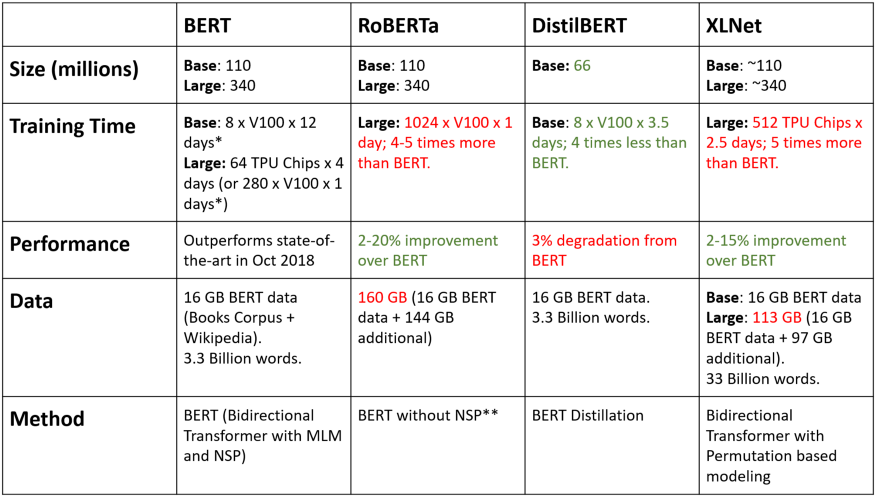 BERT RoBERTa DistilBERT XLNet
Size (millions)
Base: 110
Large: 340
Base: 110
Large: 340
Base: 66
Base: ~110
Large: ~340
Training Time
Base: 8 x V100 x 12
days*
Large: 64 TPU Chips x 4
days (or 280 x V100 x 1
days*)
Large: 1024 x V100 x 1
day; 4-5 times more
than BERT.
Base: 8 x V100 x 3.5
days; 4 times less than
BERT.
Large: 512 TPU Chips x
2.5 days; 5 times more
than BERT.
Performance
Outperforms state-of-
the-art in Oct 2018
2-20% improvement
over BERT
3% degradation from
BERT
2-15% improvement
over BERT
Data
16 GB BERT data
(Books Corpus +
Wikipedia).
3.3 Billion words.
160 GB (16 GB BERT
data + 144 GB
additional)
16 GB BERT data.
3.3 Billion words.
Base: 16 GB BERT data
Large: 113 GB (16 GB
BERT data + 97 GB
additional).
33 Billion words.
Method
BERT (Bidirectional
Transformer with MLM
and NSP)
BERT without NSP**
BERT Distillation
Bidirectional
Transformer with
Permutation based
modeling